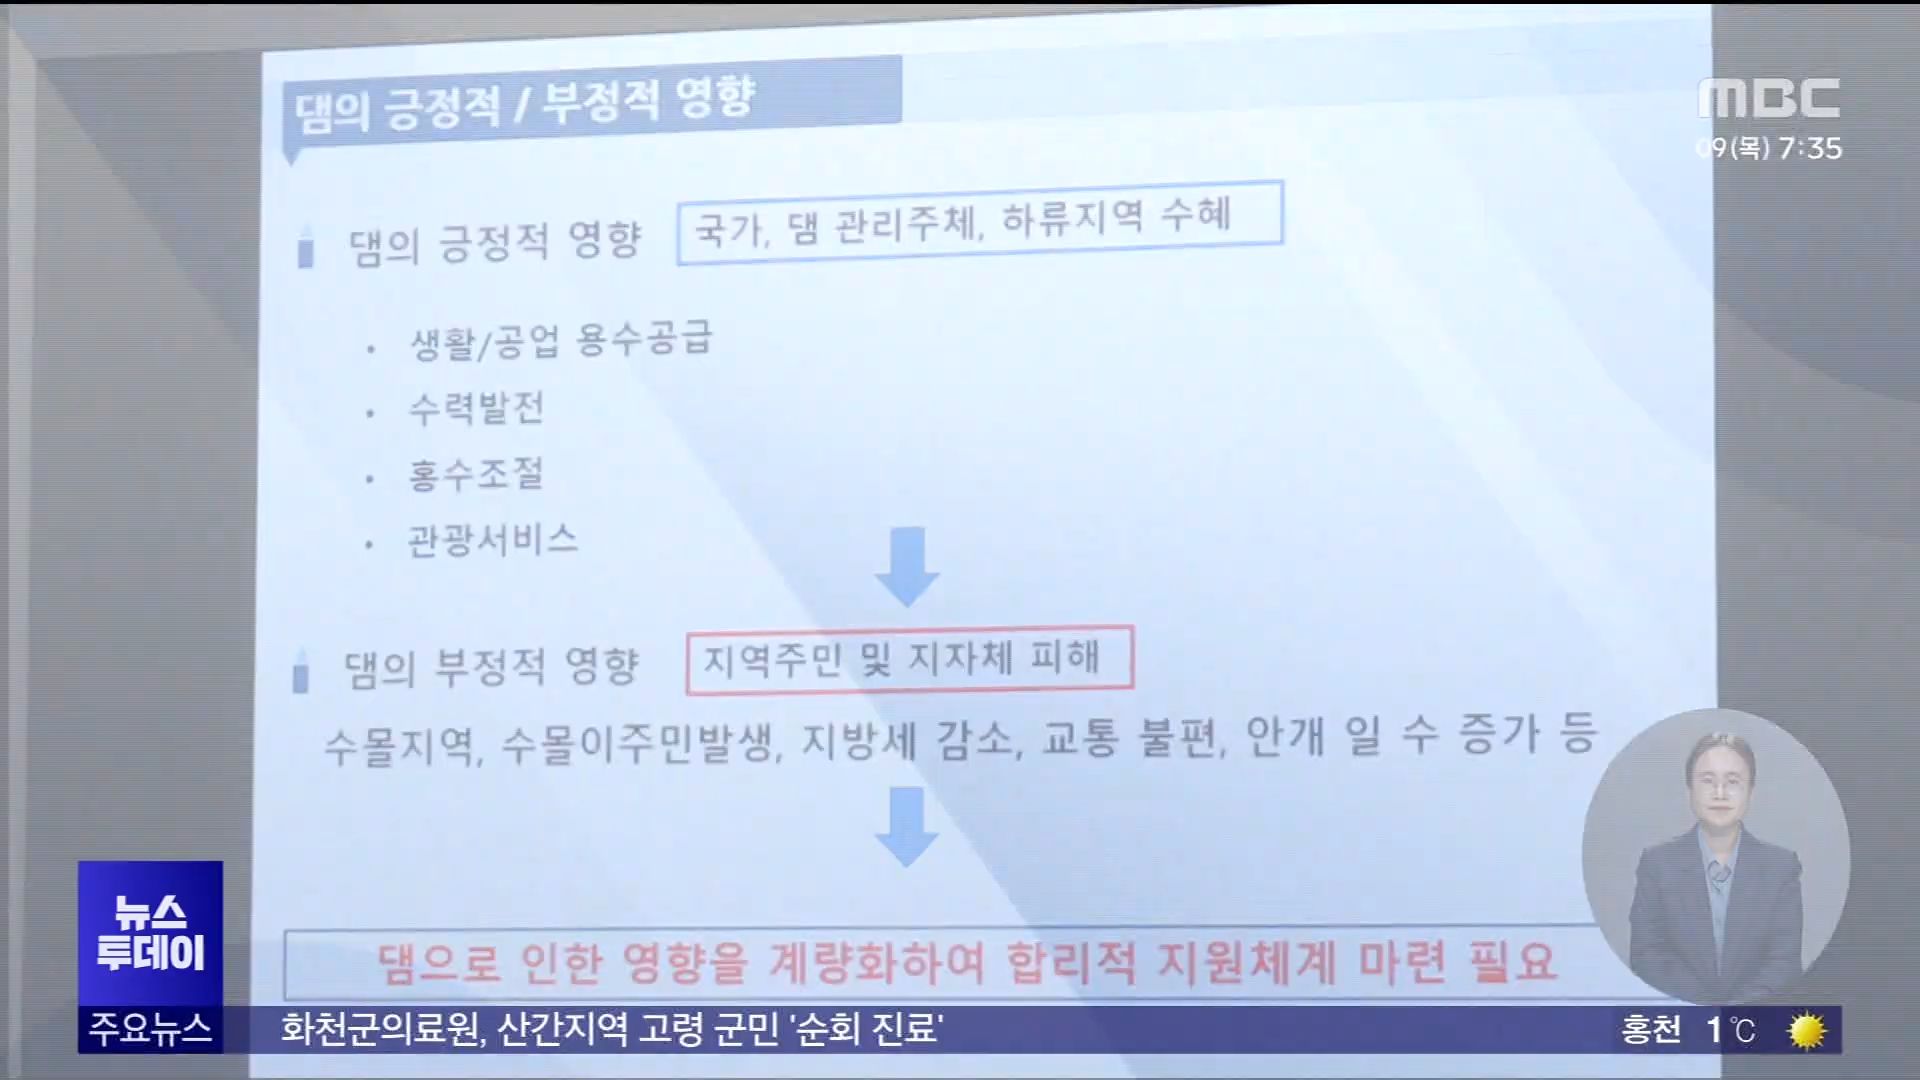 댐의 긍정적 / 부정적 영향
MBC
09(목) 7:35
댐의 긍정적 영향 국가, 댐 관리주체, 하류지역 수혜
• 생활/공업 용수공급
• 수력발전
• 홍수조절
• 관광서비스
댐의 부정적 영향 지역주민 및 지자체 피해
수몰지역, 수몰이주민발생, 지방세 감소, 교통 불편, 안개 일 수 증가 등
댐으로 인한 영향을 계량화하여 합리적 지원체계 마련 필요
뉴스
투데이
주요뉴스 화천군의료원, 산간지역 고령 군민 '순회 진료' 홍천 1℃